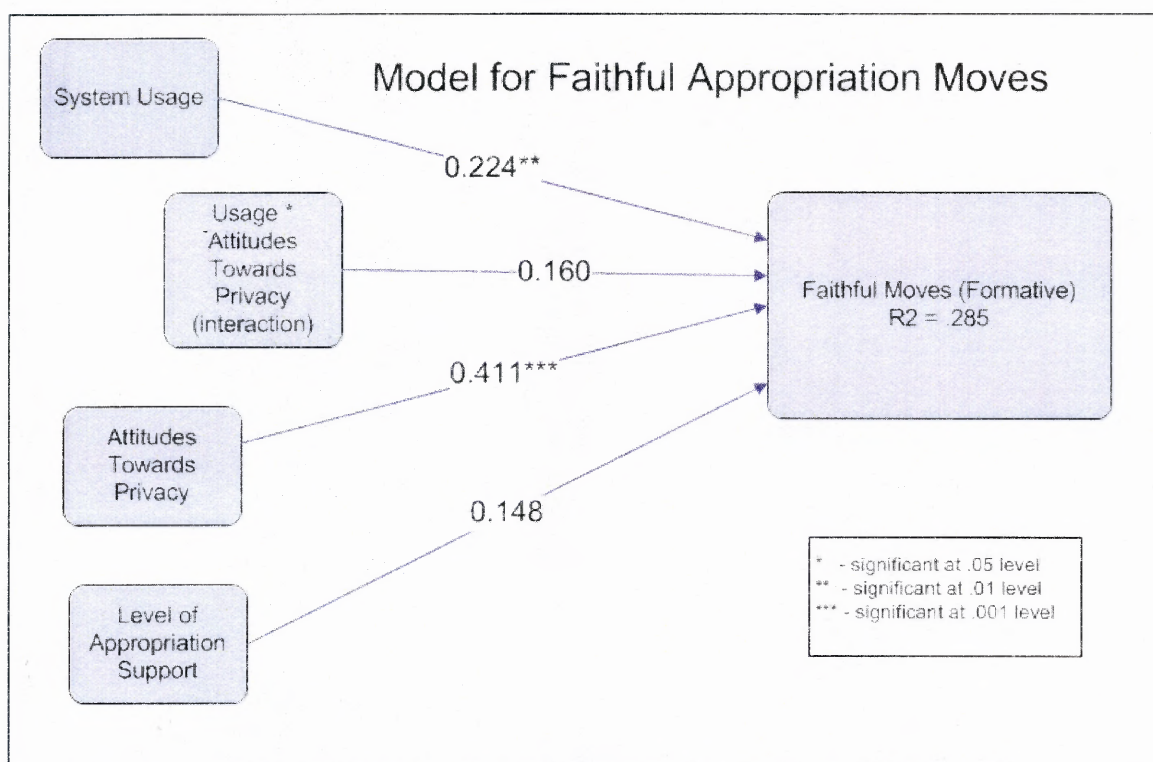 Model for Faithful Appropriation Moves
System Usage
0.224**
Usage *
Attitudes
Towards
Privacy
(interaction)
0.160
Faithful Moves (Formative)
R2 = .285
0.411***
Attitudes
Towards
Privacy
0.148
Level of
Appropriation
Support
* - significant at .05 level
** - significant at .01 level
*** - significant at .001 level